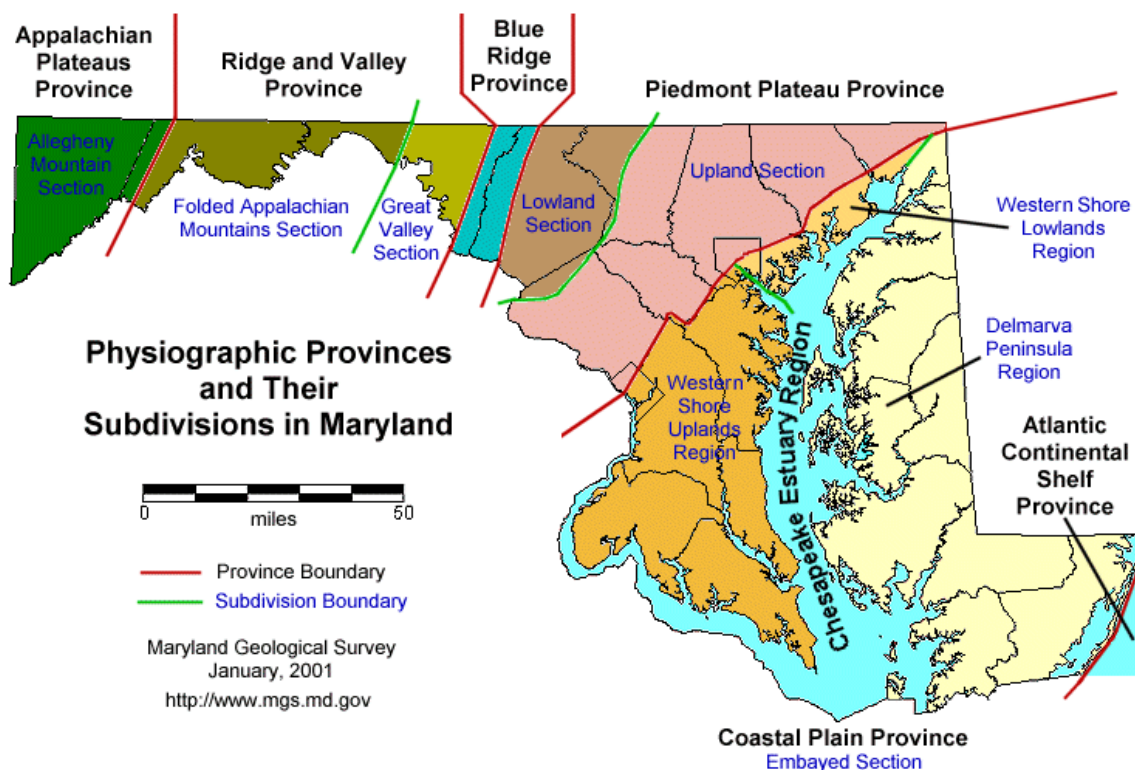 Appalachian
Plateaus
Province
Ridge and Valley
Province
Blue
Ridge
Province
Piedmont Plateau Province
Allegheny
Mountain
Section
Folded Appalachian
Mountains Section
Great
Valley
Section
Lowland
Section
Upland Section
Western Shore
Lowlands
Region
Delmarva
Peninsula
Region
Western
Shore
Uplands
Region
Chesapeake Estuary Region
Atlantic
Continental
Shelf
Province
Physiographic Provinces
and Their
Subdivisions in Maryland
0 50
miles
Province Boundary
Subdivision Boundary
Maryland Geological Survey
January, 2001
http://www.mgs.md.gov
Coastal Plain Province
Embayed Section